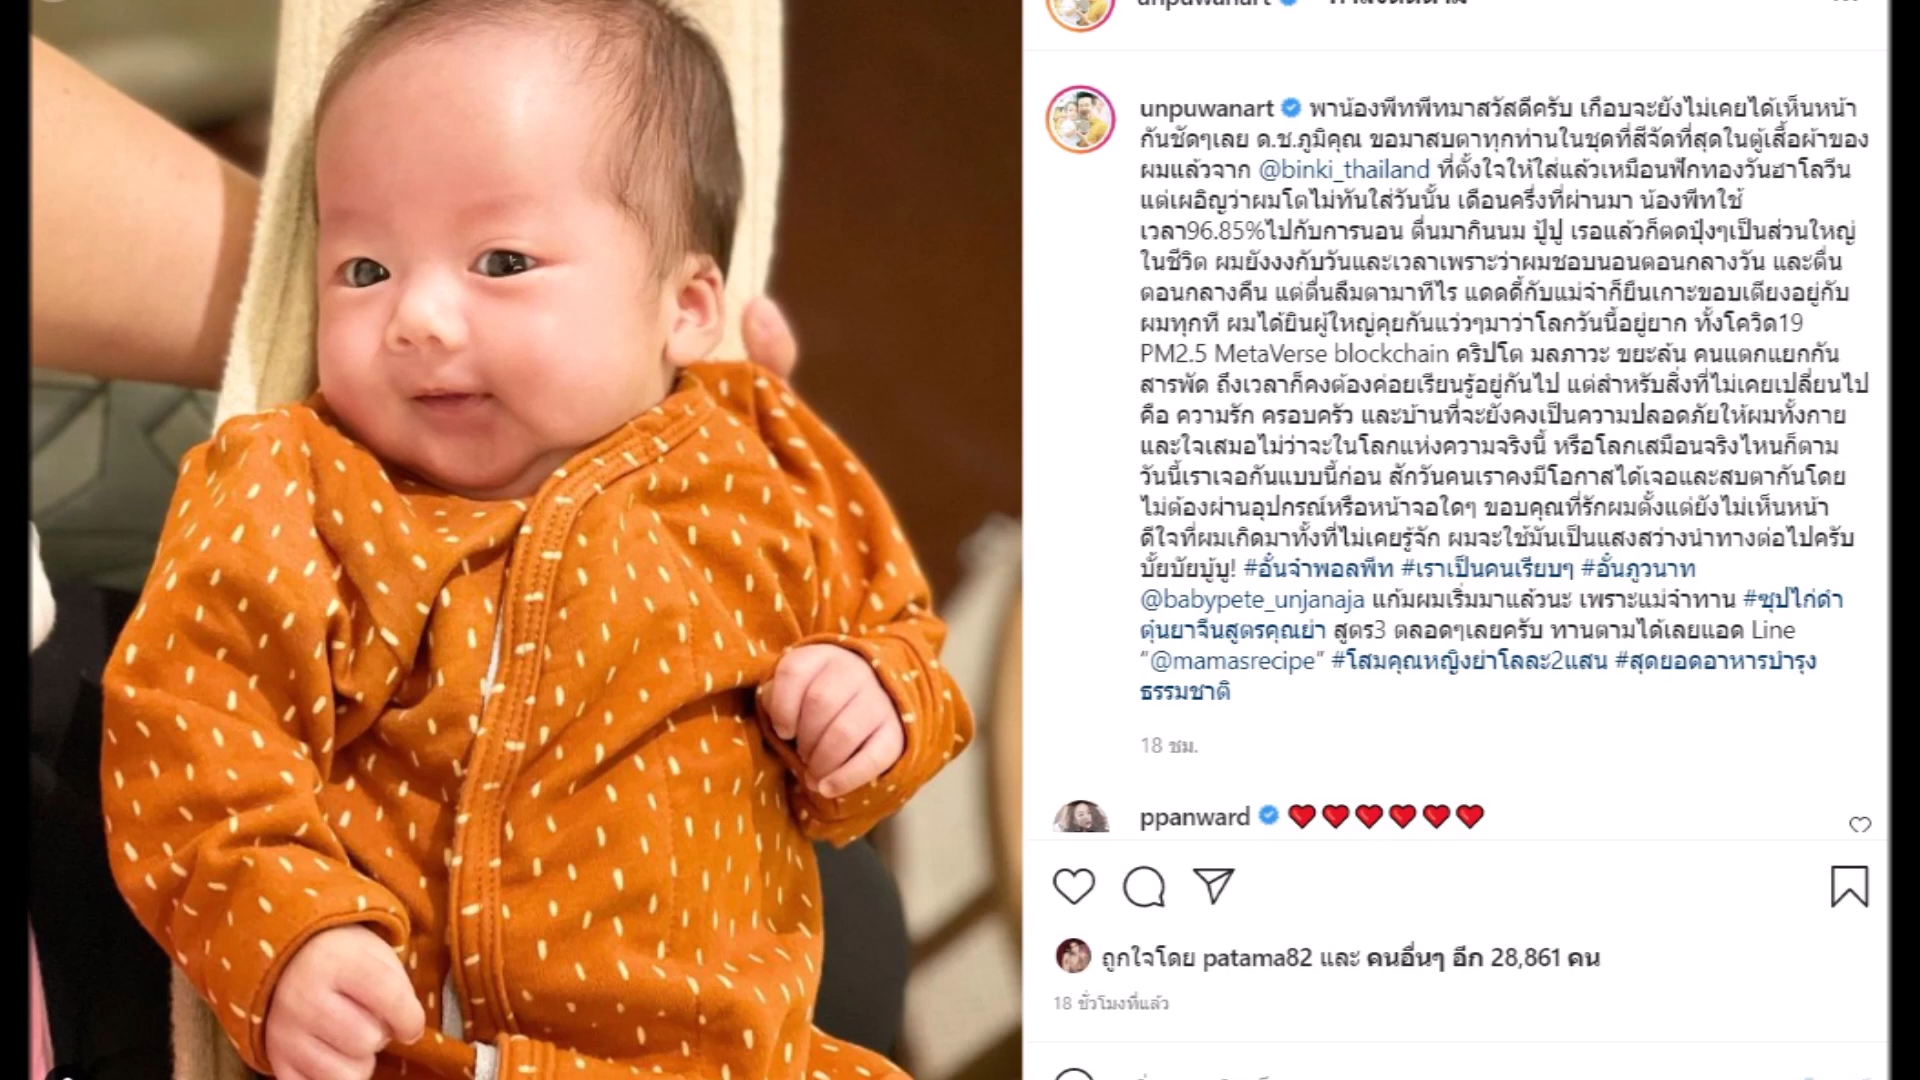 unpuwanart
unpuwanart พาน้องพีทพีทมาสวัสดีครับ เกือบจะยังไม่เคยได้เห็นหน้า
กันชัดๆเลย ด.ช.ภูมิคุณ ขอมาสบตาทุกท่านในชุดที่สีจัดที่สุดในตู้เสื้อผ้าของ
ผมแล้วจาก @binki_thailand ที่ตั้งใจให้ใส่แล้วเหมือนฟักทองวันฮาโลวีน
แต่เผอิญว่าผมโตไม่ทันใส่วันนั้น เดือนครึ่งที่ผ่านมา น้องพีทใช้
เวลา96.85%ไปกับการนอน ตื่นมากินนม ปู้ปู เรอแล้วก็ตดปุ๋งๆเป็นส่วนใหญ่
ในชีวิต ผมยังงงกับวันและเวลาเพราะว่าผมชอบนอนตอนกลางวัน และตื่น
ตอนกลางคืน แต่ตื่นลืมตามาทีไร แดดดี้กับแม่จ๋าก็ยืนเกาะขอบเตียงอยู่กับ
ผมทุกที ผมได้ยินผู้ใหญ่คุยกันแว่วๆมาว่าโลกวันนี้อยู่ยาก ทั้งโควิด19
PM2.5 MetaVerse blockchain คริปโต มลภาวะ ขยะล้น คนแตกแยกกัน
สารพัด ถึงเวลาก็คงต้องค่อยเรียนรู้อยู่กันไป แต่สำหรับสิ่งที่ไม่เคยเปลี่ยนไป
คือ ความรัก ครอบครัว และบ้านที่จะยังคงเป็นความปลอดภัยให้ผมทั้งกาย
และใจเสมอไม่ว่าจะในโลกแห่งความจริงนี้ หรือโลกเสมือนจริงไหนก็ตาม
วันนี้เราเจอกันแบบนี้ก่อน สักวันคนเราคงมีโอกาสได้เจอและสบตากันโดย
ไม่ต้องผ่านอุปกรณ์หรือหน้าจอใดๆ ขอบคุณที่รักผมตั้งแต่ยังไม่เห็นหน้า
ดีใจที่ผมเกิดมาทั้งที่ไม่เคยรู้จัก ผมจะใช้มันเป็นแสงสว่างนำทางต่อไปครับ
บั้ยบัยบู้บู! #อั๋นจ๋าพอลพีท #เราเป็นคนเรียบๆ #อั๋นภูวนาท
@babypete_unjanaja แก้มผมเริ่มมาแล้วนะ เพราะแม่จ๋าทาน #ซุปไก่ดำ
ตุ๋นยาจีนสูตรคุณย่า สูตร3 ตลอดๆเลยครับ ทานตามได้เลยแอด Line
“@mamasrecipe” #โสมคุณหญิงย่าโลละ2แสน #สุดยอดอาหารบำรุง
ธรรมชาติ
18 ชม.
ppanward ❤️❤️❤️❤️❤️❤️
ถูกใจโดย patama82 และ คนอื่นๆ อีก 28,861 คน
18 ชั่วโมงที่แล้ว